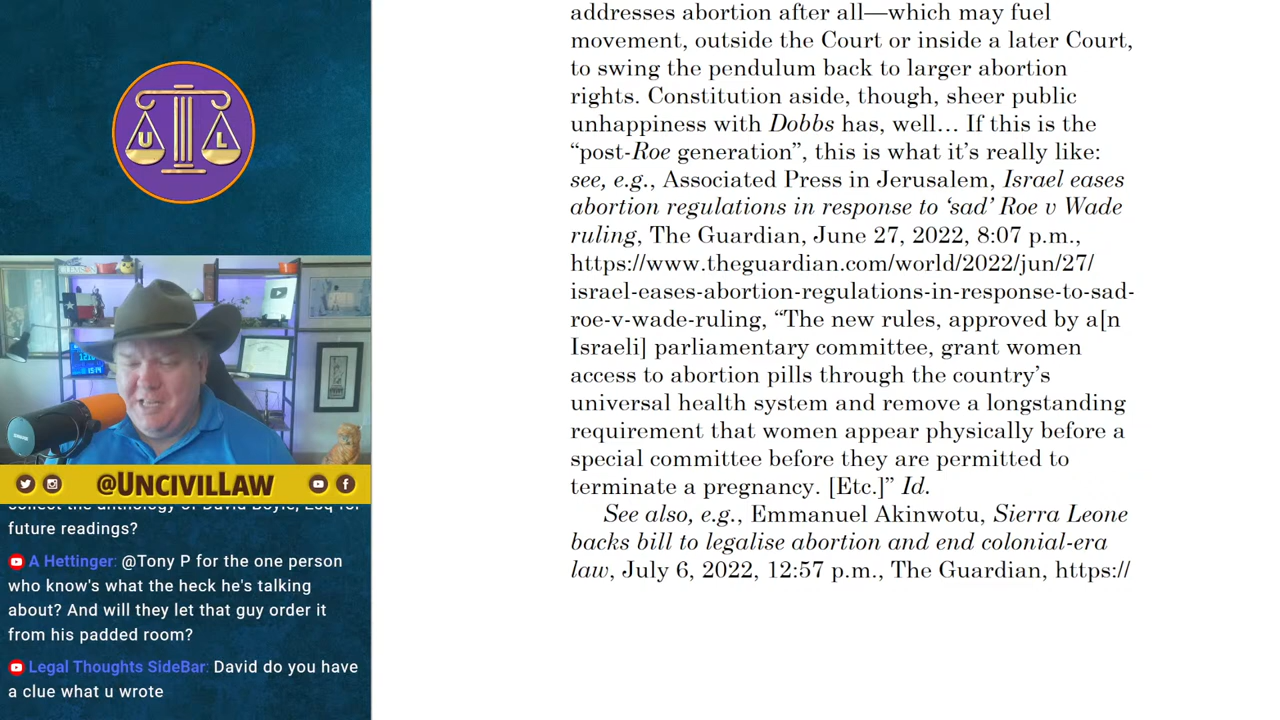 addresses abortion after all—which may fuel
movement, outside the Court or inside a later Court,
to swing the pendulum back to larger abortion
rights. Constitution aside, though, sheer public
unhappiness with Dobbs has, well… If this is the
“post-Roe generation”, this is what it’s really like:
see, e.g., Associated Press in Jerusalem, Israel eases
abortion regulations in response to ‘sad’ Roe v Wade
ruling, The Guardian, June 27, 2022, 8:07 p.m.,
https://www.theguardian.com/world/2022/jun/27/
israel-eases-abortion-regulations-in-response-to-sad-
roe-v-wade-ruling, “The new rules, approved by a[n
Israeli] parliamentary committee, grant women
access to abortion pills through the country’s
universal health system and remove a longstanding
requirement that women appear physically before a
special committee before they are permitted to
terminate a pregnancy. [Etc.]” Id.
See also, e.g., Emmanuel Akinwotu, Sierra Leone
backs bill to legalise abortion and end colonial-era
law, July 6, 2022, 12:57 p.m., The Guardian, https://
U L
@UNCIVILLAW
collect the anthology of David Boyle, Esq for
future readings?
A Hettinger: @Tony P for the one person
who know's what the heck he's talking
about? And will they let that guy order it
from his padded room?
Legal Thoughts SideBar: David do you have
a clue what u wrote